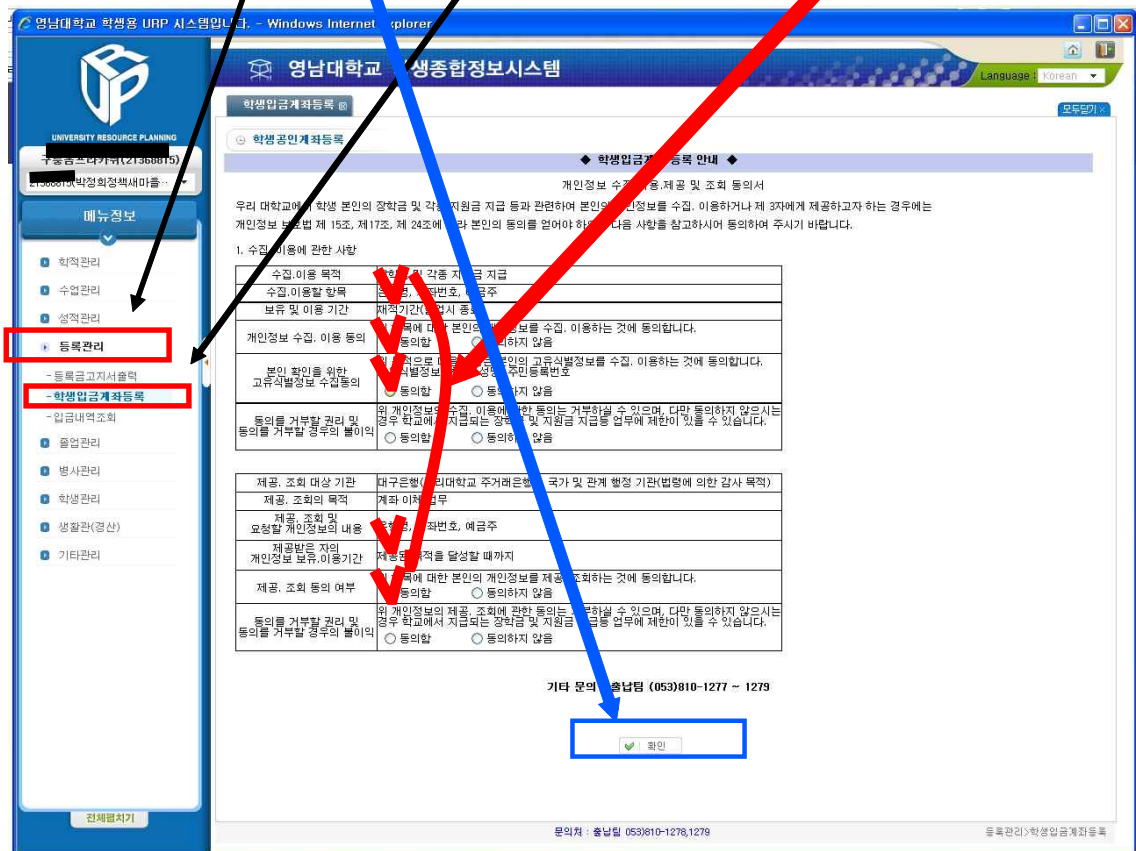 영남대학교 학생용 URP 시스템입니다. - Windows Internet Explorer
UNIVERSITY RESOURCE PLANNING
영남대학교 생종합정보시스템
Language : Korean
학생입금계좌등록
모두닫기 ×
학생공인계좌등록
메뉴정보
학적관리
수업관리
성적관리
등록관리
-등록금고지서출력
-학생입금계좌등록
-입금내역조회
졸업관리
병사관리
학생관리
생활관(경산)
기타관리
전체펼치기
◆ 학생입금계 등록 안내 ◆
개인정보 수 용.제공 및 조회 동의서
우리 대학교에 학생 본인의 장학금 및 각종 지원금 지급 등과 관련하여 본인 인정보를 수집. 이용하거나 제 3자에게 제공하고자 하는 경우에는
개인정보 보호법 제 15조, 제17조, 제 24조에 라 본인의 동의를 얻어야 하 다음 사항을 참고하시어 동의하여 주시기 바랍니다.
1. 수집 이용에 관한 사항
수집.이용 목적 및 각종 지 금 지급
수집.이용할 항목 좌번호, 예금주
보유 및 이용 기간 재적기간( 업시 종
개인정보 수집. 이용 동의 목에 대 본인의 보를 수집. 이용하는 것에 동의합니다.
동의함 하지 않음
본인 확인을 위한
고유식별정보 수집동의
적으로 본인의 고유식별정보를 수집. 이용하는 것에 동의합니다.
별정보 성명 주민등록번호
동의함 동의 지 않음
동의를 거부할 권리 및
동의를 거부할 경우의 불이익
위 개인정보의 수집. 이용에 한 동의는 거부하실 수 있으며, 다만 동의하지 않으시는
경우 학교에서 지급되는 장학 및 지원금 지급등 업무에 제한이 있을 수 있습니다.
동의함 동의하 않음
제공. 조회 대상 기관 대구은행( 리대학교 주거래은행 국가 및 관계 행정 기관(법령에 의한 감사 목적)
제공. 조회의 목적 계좌 이체 업무
제공. 조회 및
요청할 개인정보의 내용 좌번호, 예금주
제공받은 자의
개인정보 보유.이용기간 제공된 목적을 달성할 때까지
제공. 조회 동의 여부 목에 대한 본인의 개인정보를 제공 조회하는 것에 동의합니다.
동의함 동의하지 않음
동의를 거부할 권리 및
동의를 거부할 경우의 불이익
위 개인정보의 제공. 조회에 관한 동의는 부하실 수 있으며, 다만 동의하지 않으시는
경우 학교에서 지급되는 장학금 및 지원금 급등 업무에 제한이 있을 수 있습니다.
동의함 동의하지 않음
기타 문의 출납팀 (053)810-1277 ~ 1279
확인
문의처 : 출납팀 053)810-1278,1279
등록관리>학생입금계좌등록